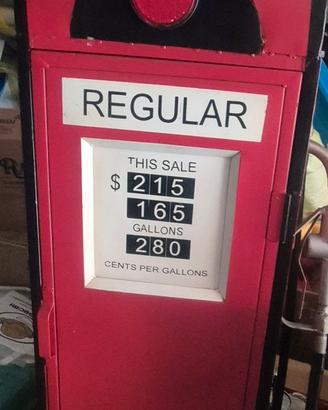 REGULAR
THIS SALE
$ 215
165
GALLONS
280
CENTS PER GALLONS